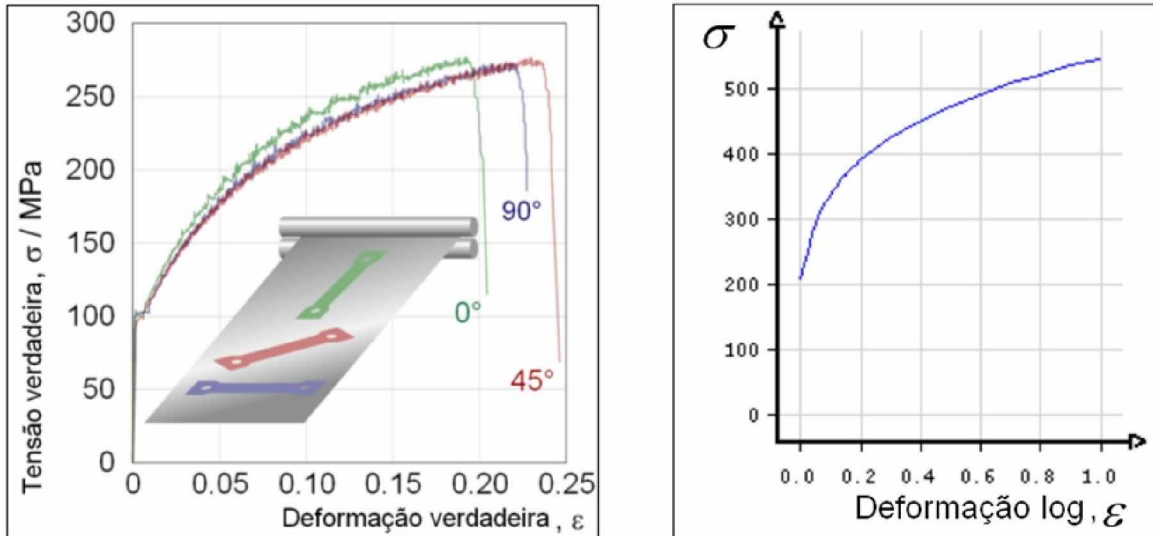 300
250
200
150
100
50
0
Tensão verdadeira, σ / MPa
90°
0°
45°
0 0.05 0.10 0.15 0.20 0.25
Deformação verdadeira , ε
σ
500
400
300
200
100
0
0.0 0.2 0.4 0.6 0.8 1.0
Deformação log , ε